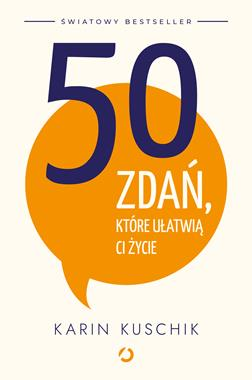 ŚWIATOWY BESTSELLER
50
ZDAŃ,
KTÓRE UŁATWIĄ
CI ŻYCIE
KARIN KUSCHIK